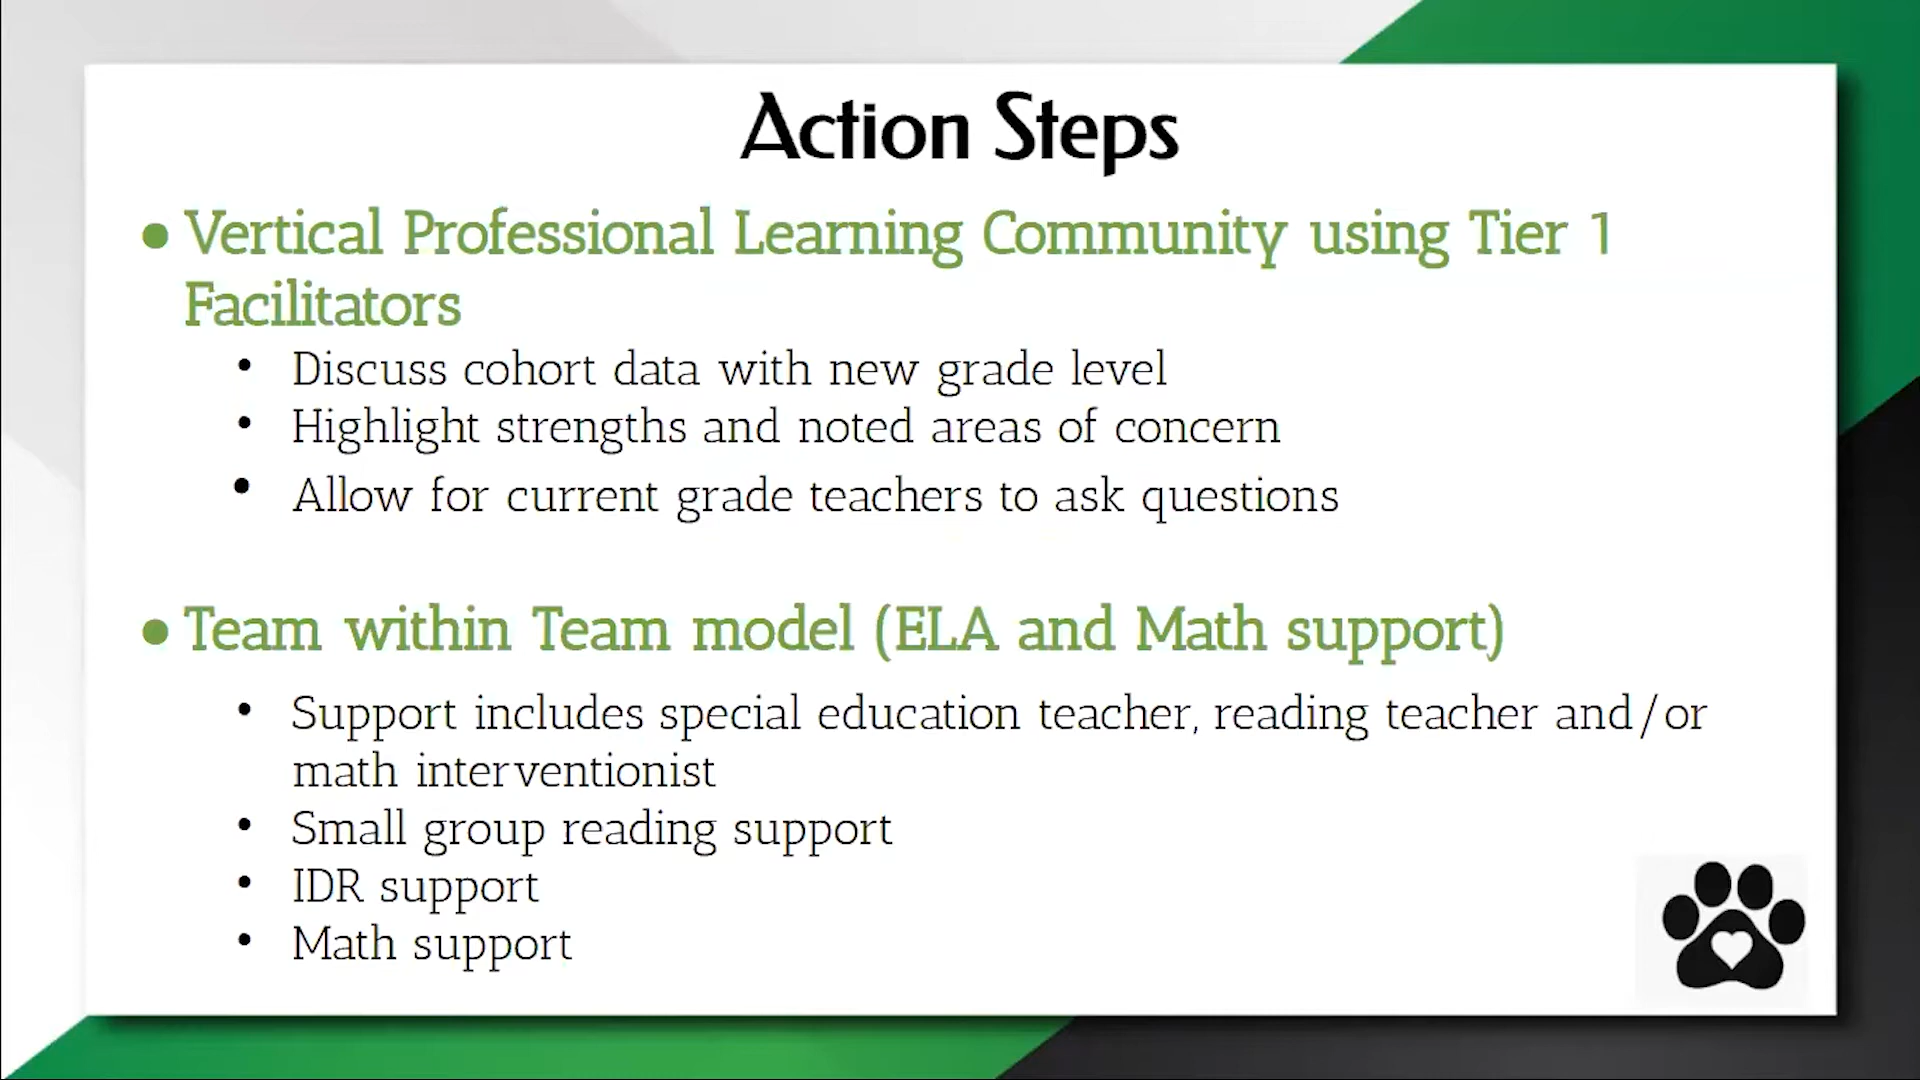 Action Steps
● Vertical Professional Learning Community using Tier 1
Facilitators
• Discuss cohort data with new grade level
• Highlight strengths and noted areas of concern
• Allow for current grade teachers to ask questions
● Team within Team model (ELA and Math support)
• Support includes special education teacher, reading teacher and/or
math interventionist
• Small group reading support
• IDR support
• Math support